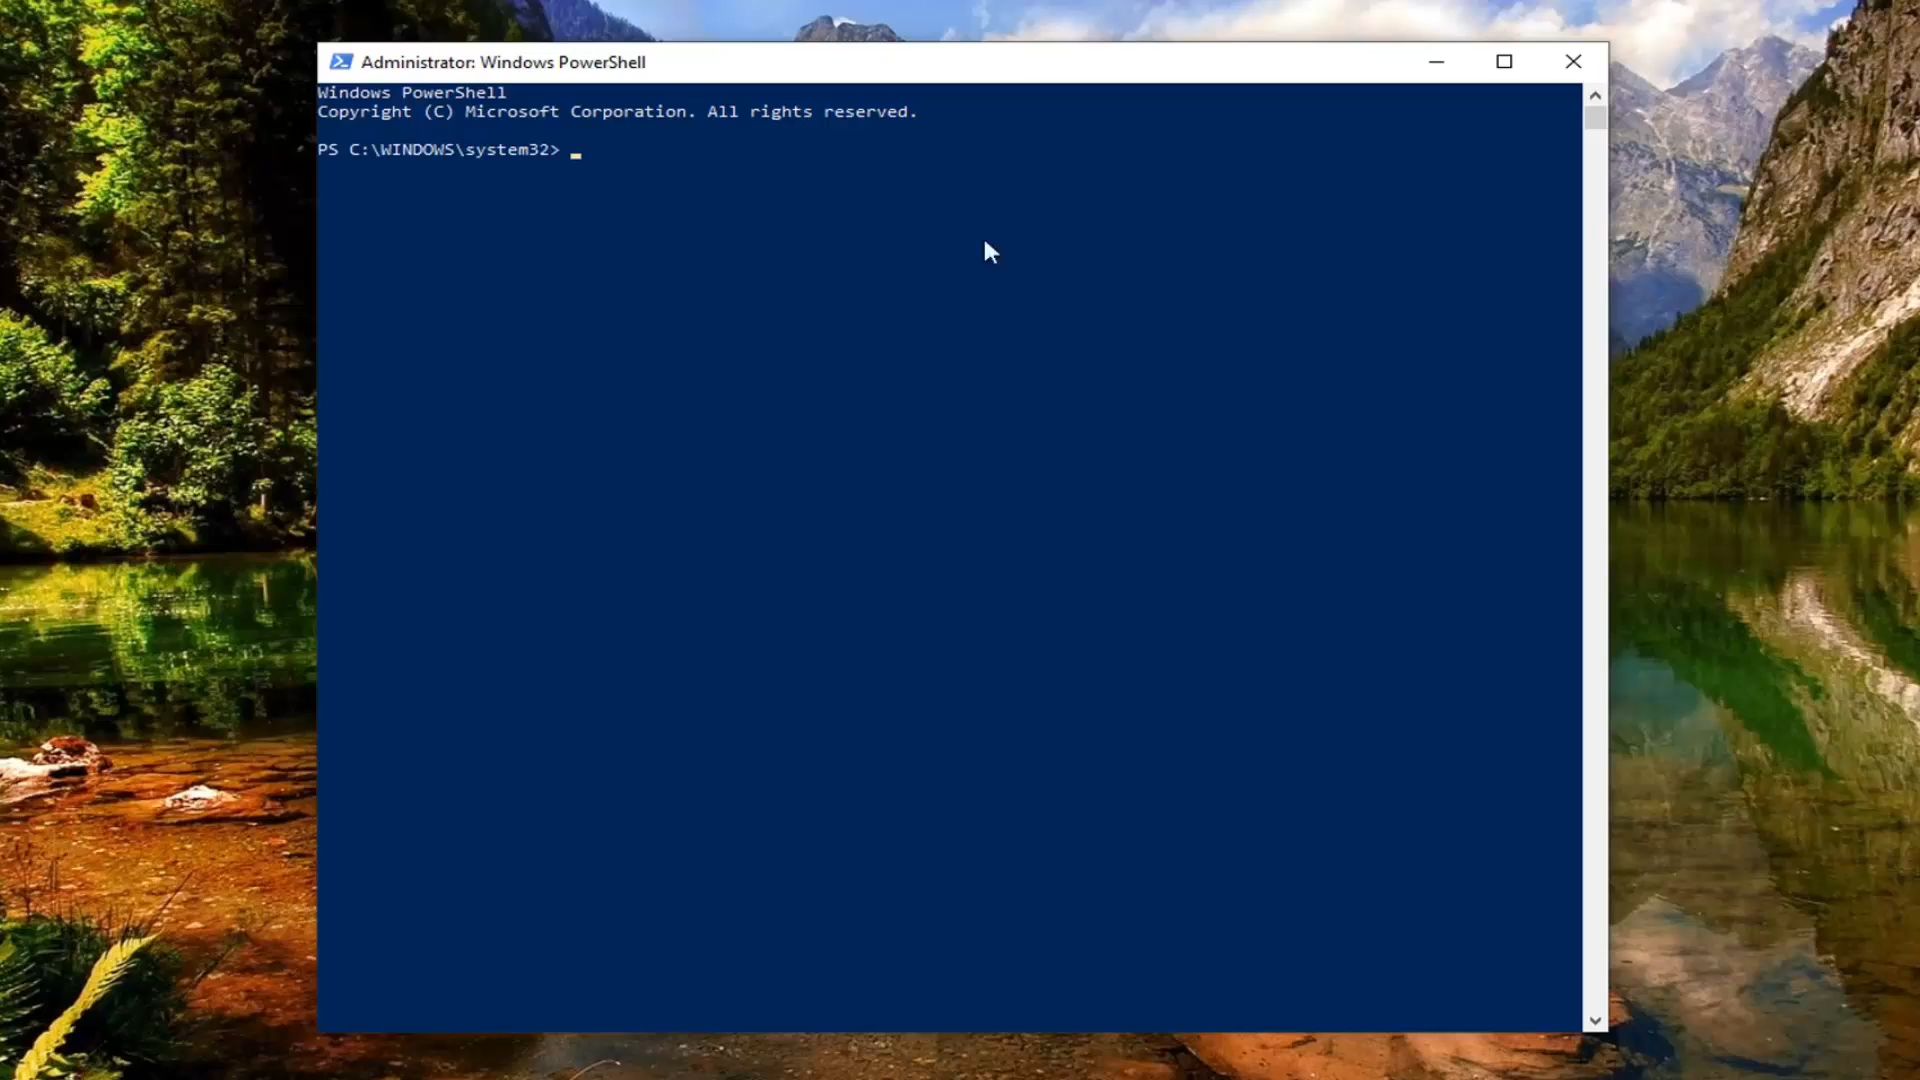 Administrator: Windows PowerShell
Windows PowerShell
Copyright (C) Microsoft Corporation. All rights reserved.
PS C:\WINDOWS\system32>